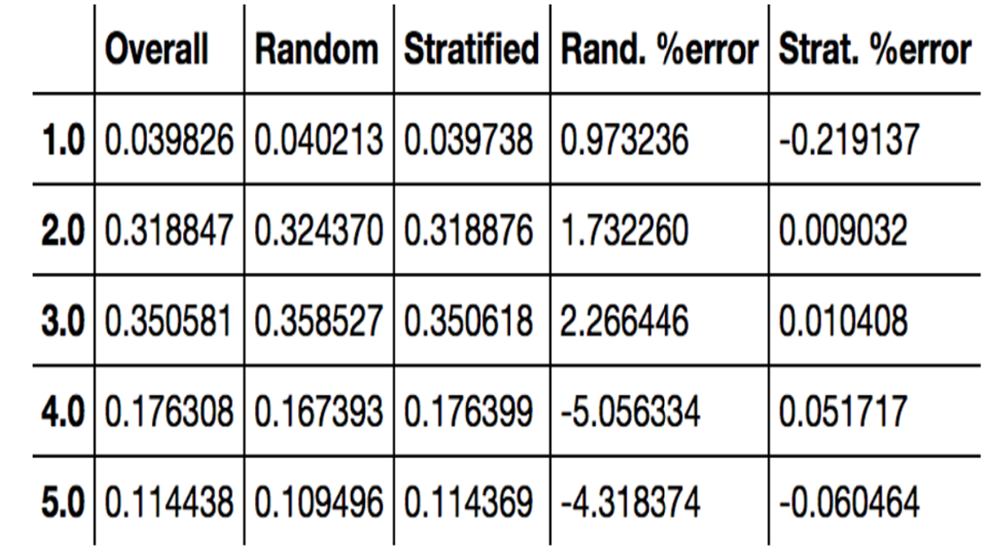 Overall Random Stratified Rand. %error Strat. %error
1.0 0.039826 0.040213 0.039738 0.973236 -0.219137
2.0 0.318847 0.324370 0.318876 1.732260 0.009032
3.0 0.350581 0.358527 0.350618 2.266446 0.010408
4.0 0.176308 0.167393 0.176399 -5.056334 0.051717
5.0 0.114438 0.109496 0.114369 -4.318374 -0.060464